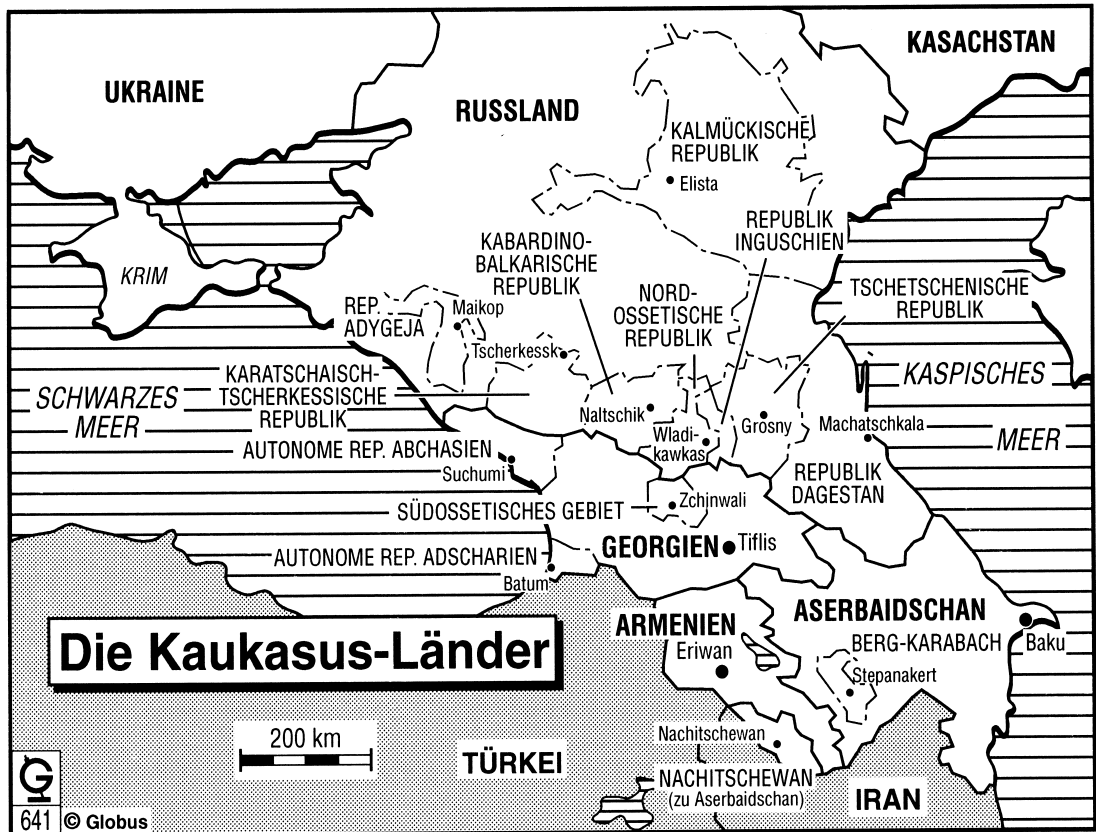 UKRAINE
RUSSLAND
KASACHSTAN
KALMÜCKISCHE
REPUBLIK
Elista
REPUBLIK
INGUSCHIEN
KABARDINO-
BALKARISCHE
REPUBLIK
KRIM
NORD-
OSSETISCHE
REPUBLIK
TSCHETSCHENISCHE
REPUBLIK
REP.
ADYGEJA
Maikop
Tscherkessk
KARATSCHAISCH-
TSCHERKESSISCHE
REPUBLIK
SCHWARZES
MEER
KASPISCHES
MEER
Naltschik
Wladi-
kawkas
Grosny
Machatschkala
AUTONOME REP. ABCHASIEN
Suchumi
REPUBLIK
DAGESTAN
SÜDOSSETISCHES GEBIET
Zchinwali
GEORGIEN
Tiflis
AUTONOME REP. ADSCHARIEN
Batum
ARMENIEN
Eriwan
ASERBAIDSCHAN
BERG-KARABACH
Stepanakert
Baku
Die Kaukasus-Länder
200 km
TÜRKEI
Nachitschewan
NACHITSCHEWAN
(zu Aserbaidschan)
IRAN
G
641
© Globus